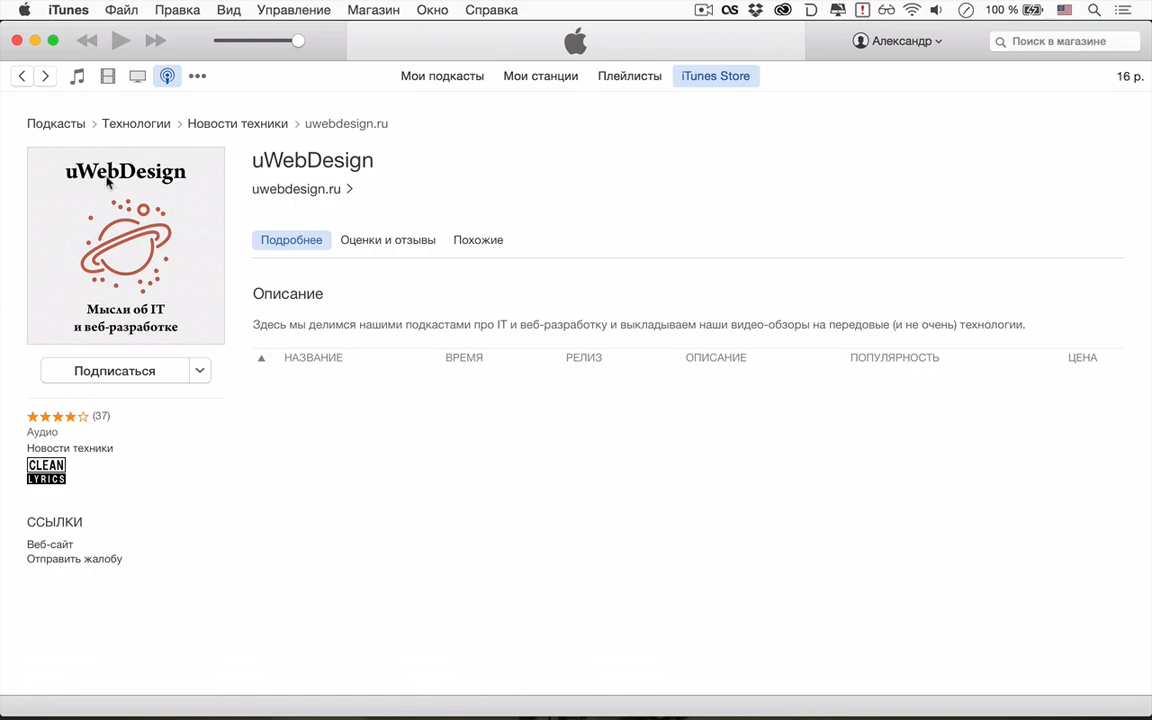 iTunes Файл Правка Вид Управление Магазин Окно Справка 100 %
Александр Поиск в магазине
Мои подкасты Мои станции Плейлисты iTunes Store 16 р.
Подкасты > Технологии > Новости техники > uwebdesign.ru
uWebDesign
Мысли об IT
и веб-разработке
uWebDesign
uwebdesign.ru >
Подробнее Оценки и отзывы Похожие
Описание
Здесь мы делимся нашими подкастами про IT и веб-разработку и выкладываем наши видео-обзоры на передовые (и не очень) технологии.
НАЗВАНИЕ ВРЕМЯ РЕЛИЗ ОПИСАНИЕ ПОПУЛЯРНОСТЬ ЦЕНА
Подписаться
(37)
Аудио
Новости техники
CLEAN
LYRICS
ССЫЛКИ
Веб-сайт
Отправить жалобу